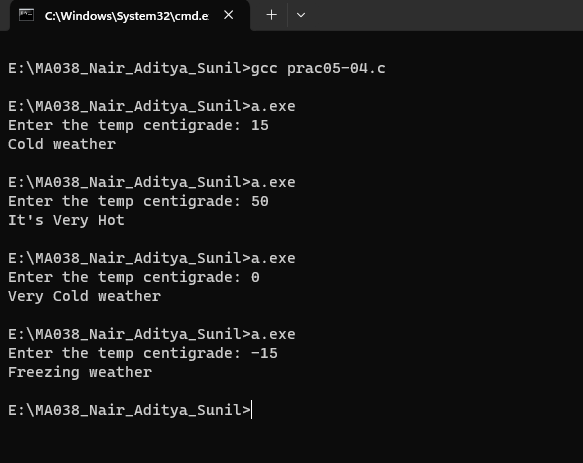 C:\Windows\System32\cmd.e
E:\MA038_Nair_Aditya_Sunil>gcc prac05-04.c
E:\MA038_Nair_Aditya_Sunil>a.exe
Enter the temp centigrade: 15
Cold weather
E:\MA038_Nair_Aditya_Sunil>a.exe
Enter the temp centigrade: 50
It's Very Hot
E:\MA038_Nair_Aditya_Sunil>a.exe
Enter the temp centigrade: 0
Very Cold weather
E:\MA038_Nair_Aditya_Sunil>a.exe
Enter the temp centigrade: -15
Freezing weather
E:\MA038_Nair_Aditya_Sunil>